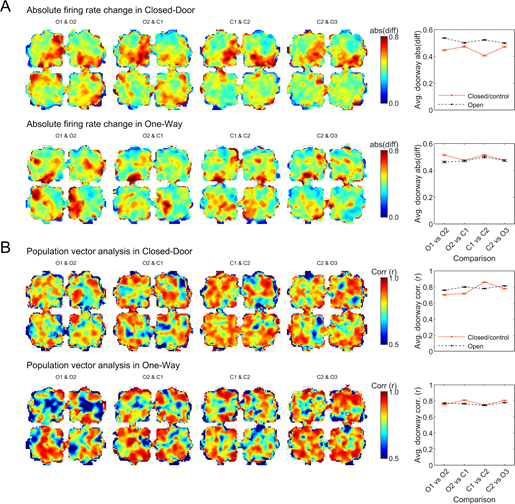 A
Absolute firing rate change in Closed-Door
O1 & O2
O2 & C1
C1 & C2
C2 & O3
abs(diff)
0.8
0.0
Avg. doorway abs(diff)
0.6
0.4
0.2
0
Closed/control
Open
Absolute firing rate change in One-Way
O1 & O2
O2 & C1
C1 & C2
C2 & O3
abs(diff)
0.8
0.0
Avg. doorway abs(diff)
0.6
0.4
0.2
0
O1 vs O2
O2 vs C1
C1 vs C2
C2 vs O3
Comparison
B
Population vector analysis in Closed-Door
O1 & O2
O2 & C1
C1 & C2
C2 & O3
Corr (r)
1.0
0.5
Avg. doorway corr. (r)
1
0.8
0.6
0.4
0.2
0
Closed/control
Open
Population vector analysis in One-Way
O1 & O2
O2 & C1
C1 & C2
C2 & O3
Corr (r)
1.0
0.5
Avg. doorway corr. (r)
1
0.8
0.6
0.4
0.2
0
O1 vs O2
O2 vs C1
C1 vs C2
C2 vs O3
Comparison